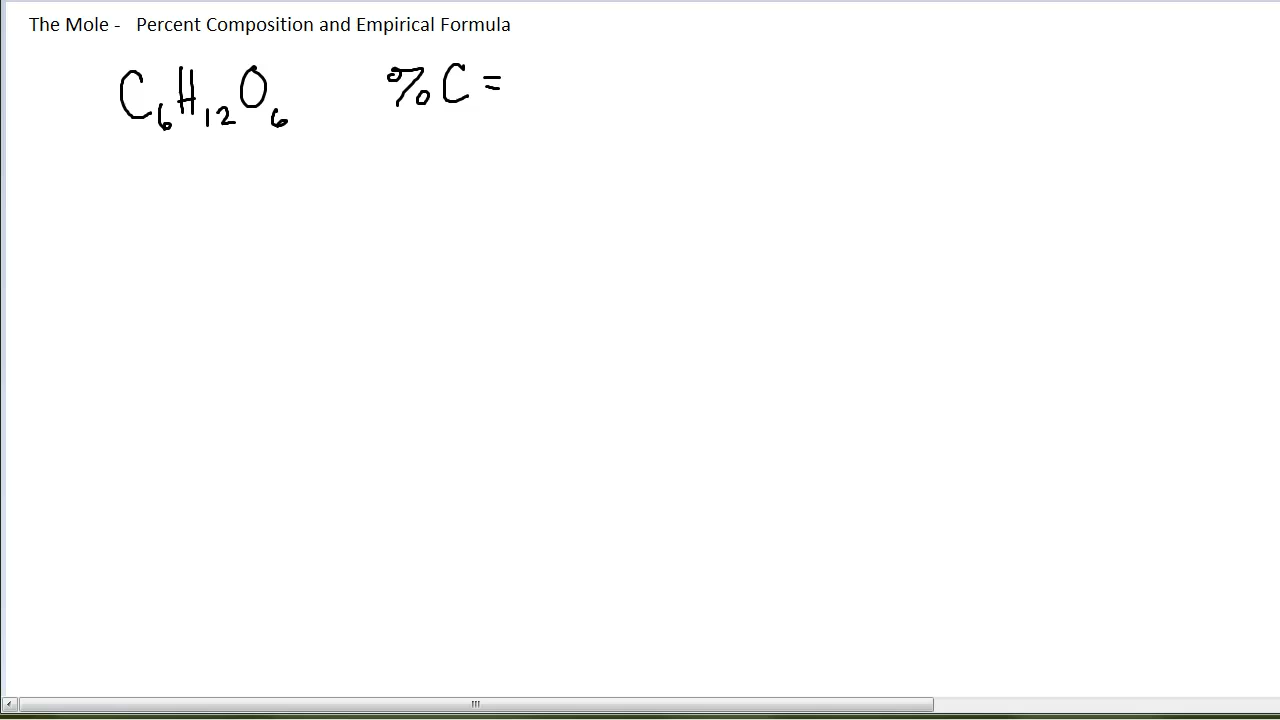 The Mole - Percent Composition and Empirical Formula
C₆H₁₂O₆ %C =